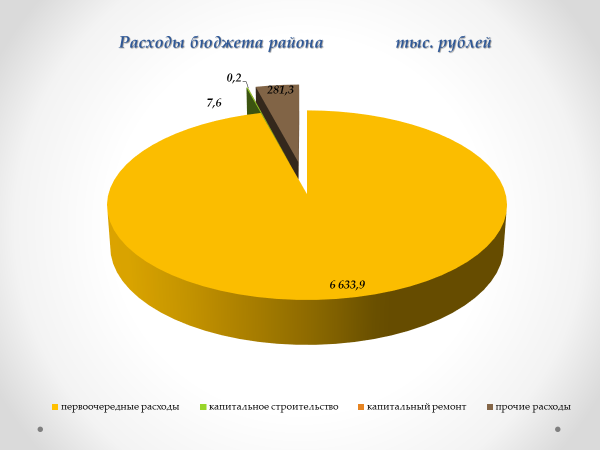 Расходы бюджета района тыс. рублей
0,2
281,3
7,6
6 633,9
первоочередные расходы капитальное строительство капитальный ремонт прочие расходы